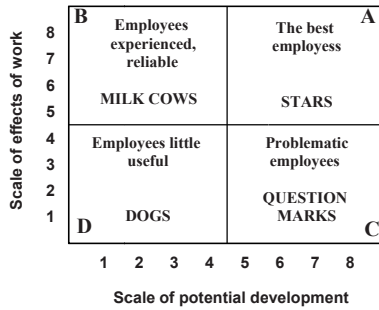 B
Employees
experienced,
reliable
MILK COWS
A
The best
employess
STARS
Employees little
useful
DOGS
D
Problematic
employees
QUESTION
MARKS
C
Scale of effects of work
8
7
6
5
4
3
2
1
1 2 3 4 5 6 7 8
Scale of potential development